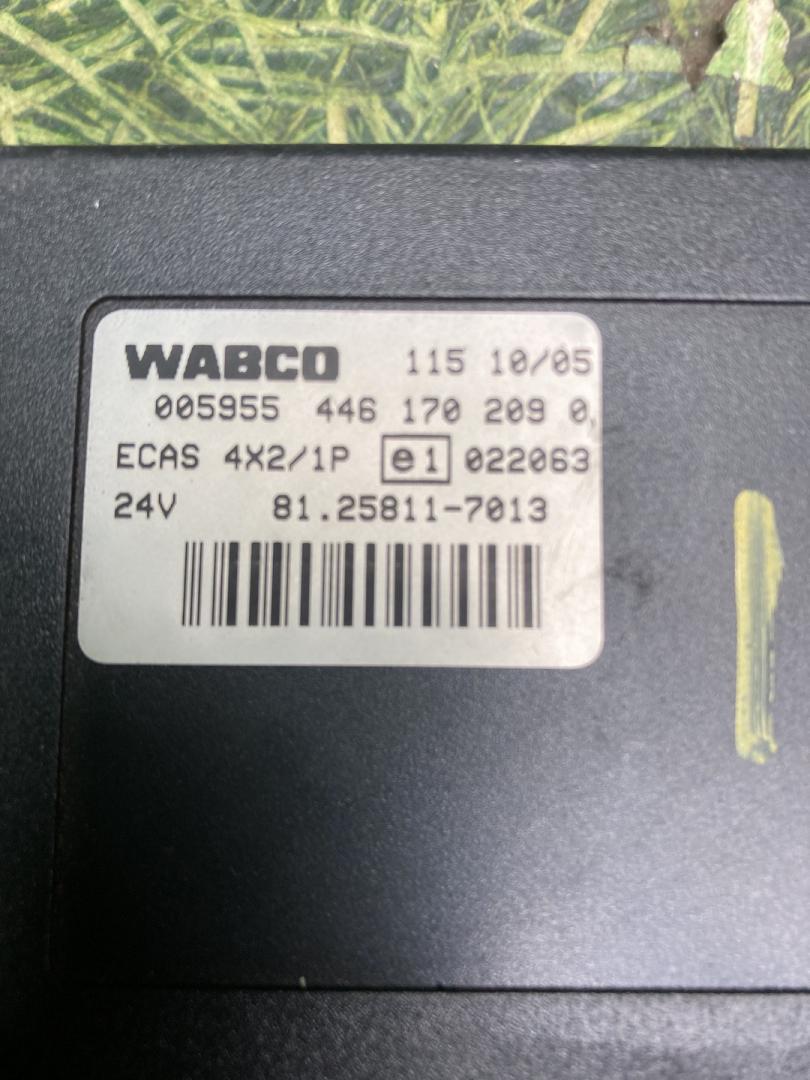 WABCO 115 10/05
005955 446 170 209 0
ECAS 4X2/1P e1 022063
24V 81.25811-7013